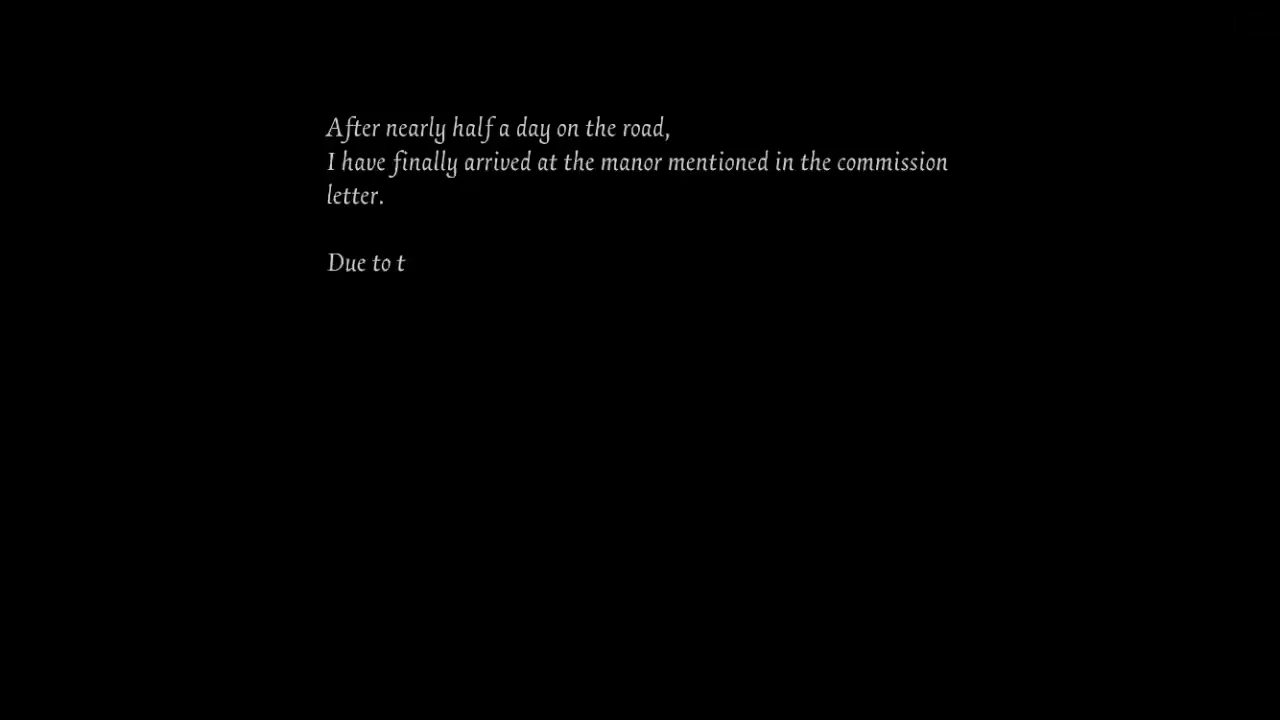 After nearly half a day on the road,
I have finally arrived at the manor mentioned in the commission
letter.
Due to t